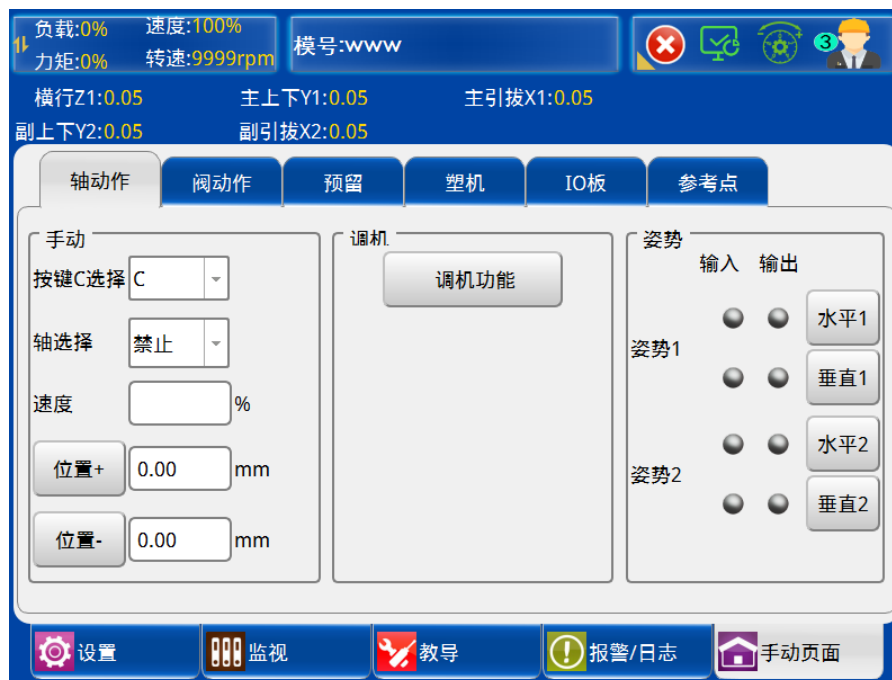 负载:0% 速度:100%
力矩:0% 转速:9999rpm
模号:www
3
横行Z1:0.05 主上下Y1:0.05 主引拔X1:0.05
副上下Y2:0.05 副引拔X2:0.05
轴动作 阀动作 预留 塑机 IO板 参考点
手动
按键C选择 C
轴选择 禁止
速度 %
位置+ 0.00 mm
位置- 0.00 mm
调机
调机功能
姿势
输入 输出
姿势1
水平1
垂直1
姿势2
水平2
垂直2
设置 监视 教导 报警/日志 手动页面